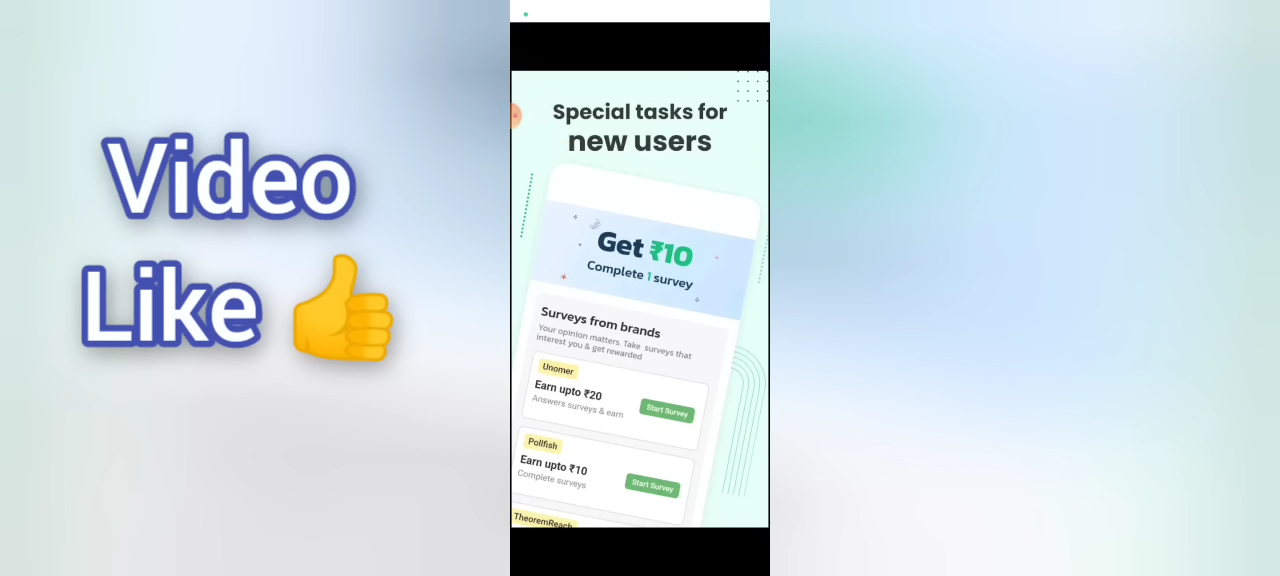 Video
Like
Special tasks for
new users
Get ₹10
Complete 1 survey
Surveys from brands
Your opinion matters. Take surveys that
interest you & get rewarded
Unomer
Earn upto ₹20
Answers surveys & earn
Start Survey
Pollfish
Earn upto ₹10
Complete surveys
Start Survey
TheoremReach